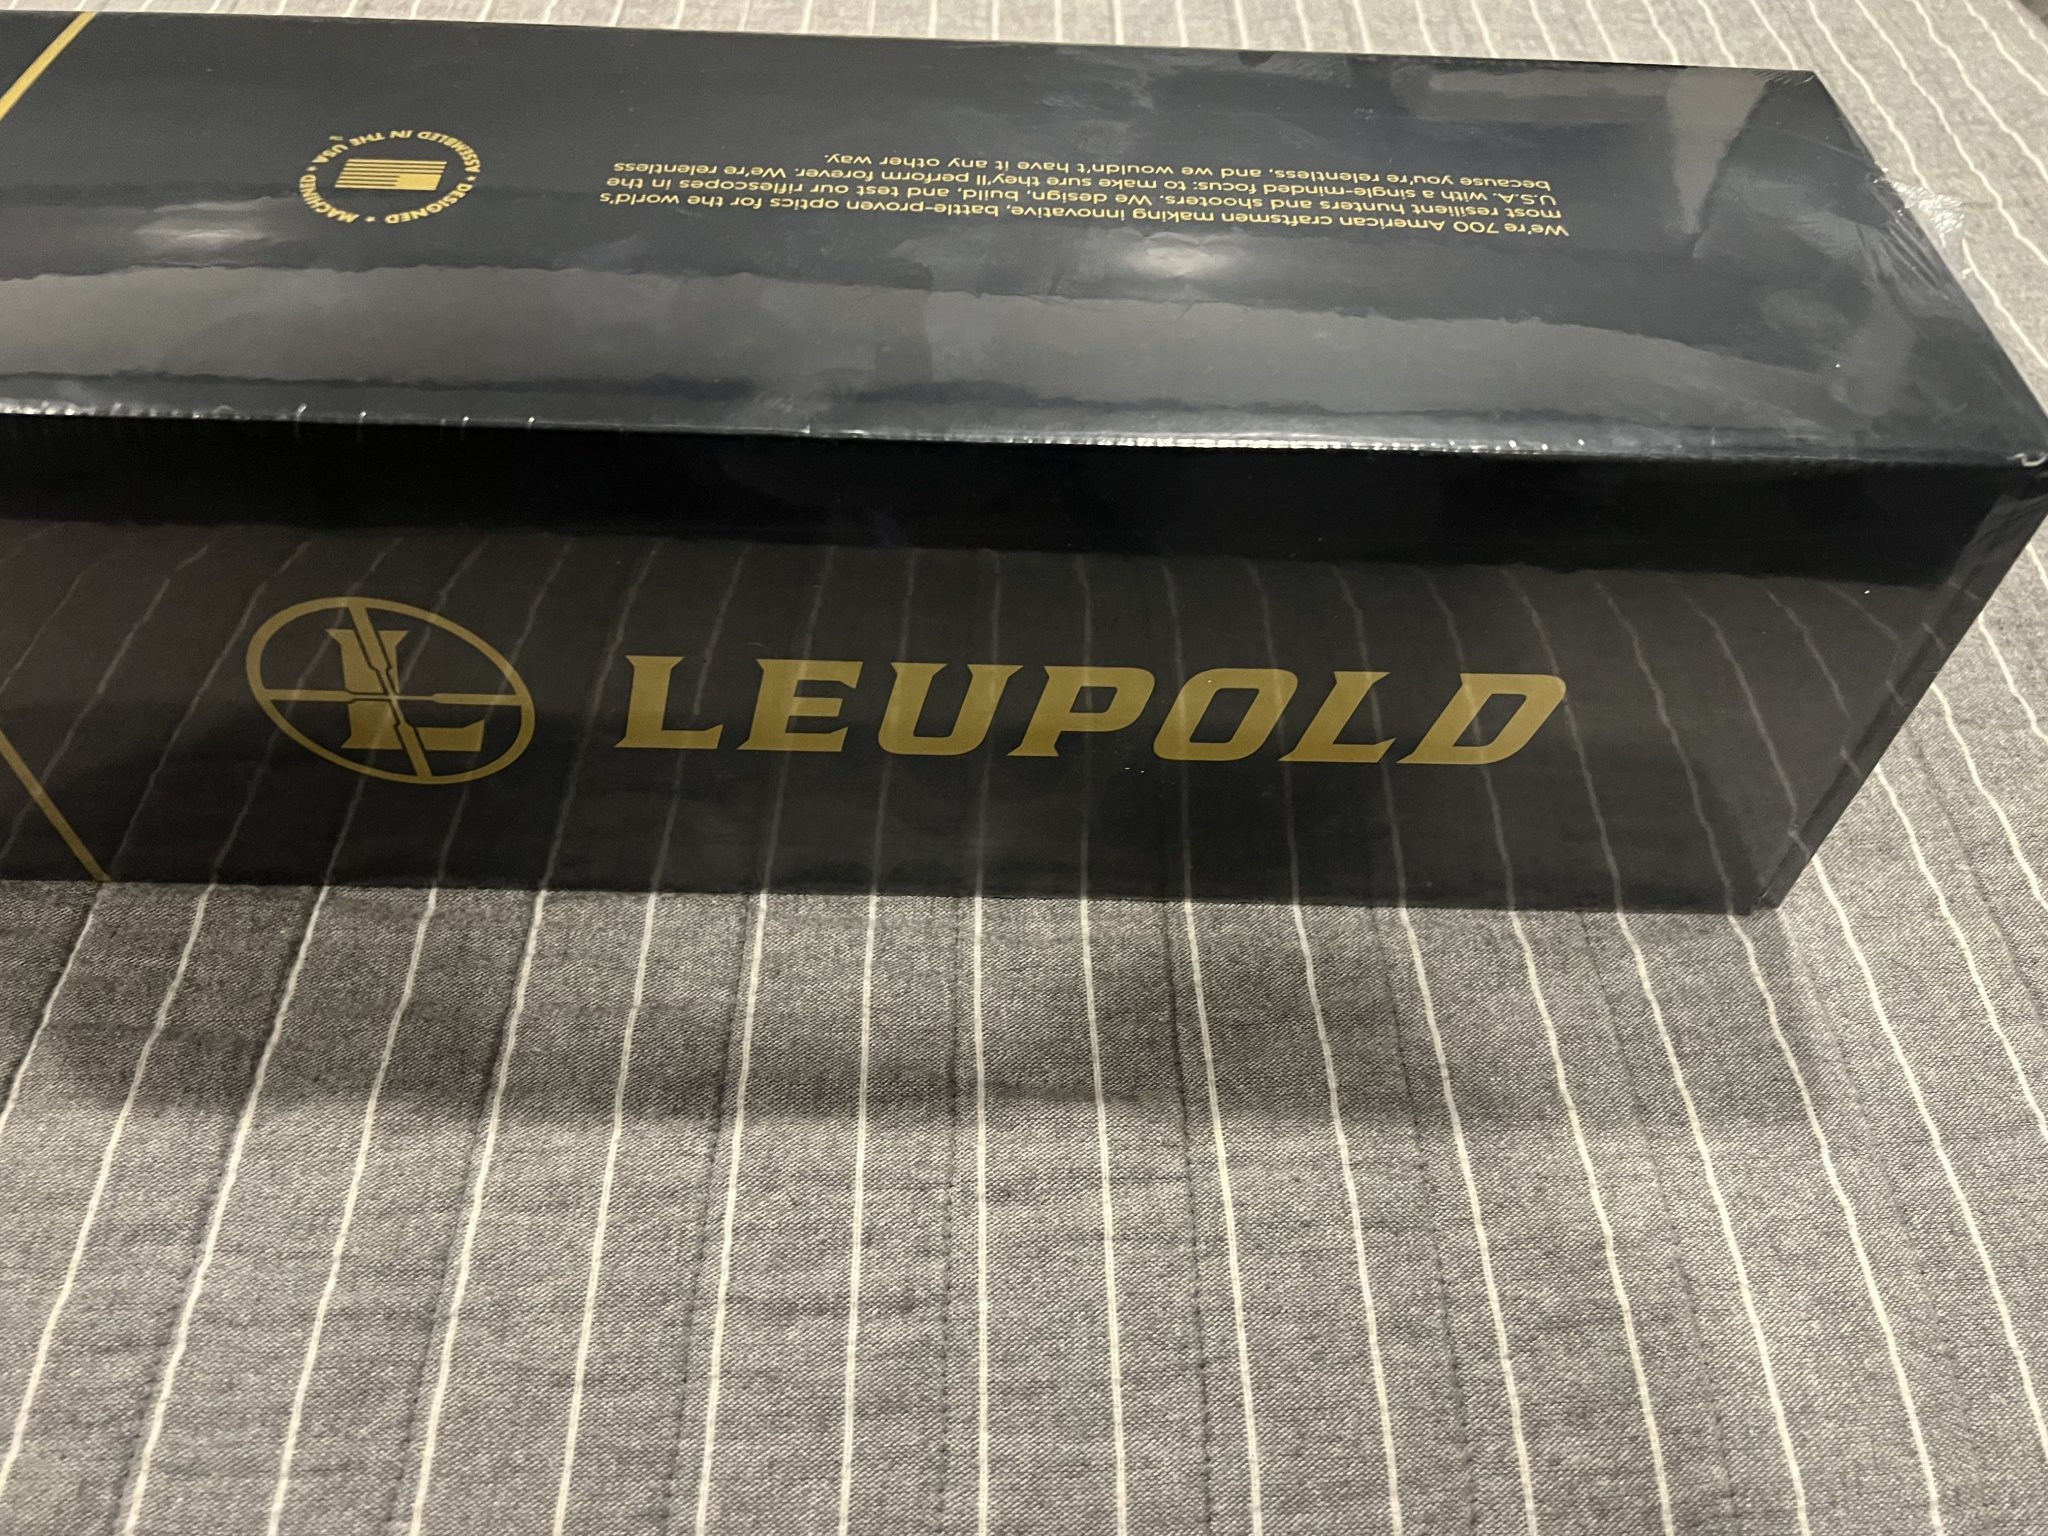 We're 700 American craftsmen making innovative, battle-proven optics for the world's
most resilient hunters and shooters. We design, build, and test our riflescopes in the
U.S.A. with a single-minded focus: to make sure they'll perform forever. We're relentless
because you're relentless, and we wouldn't have it any other way.
DESIGNED • MACHINED • ASSEMBLED IN THE USA • ™
L LEUPOLD